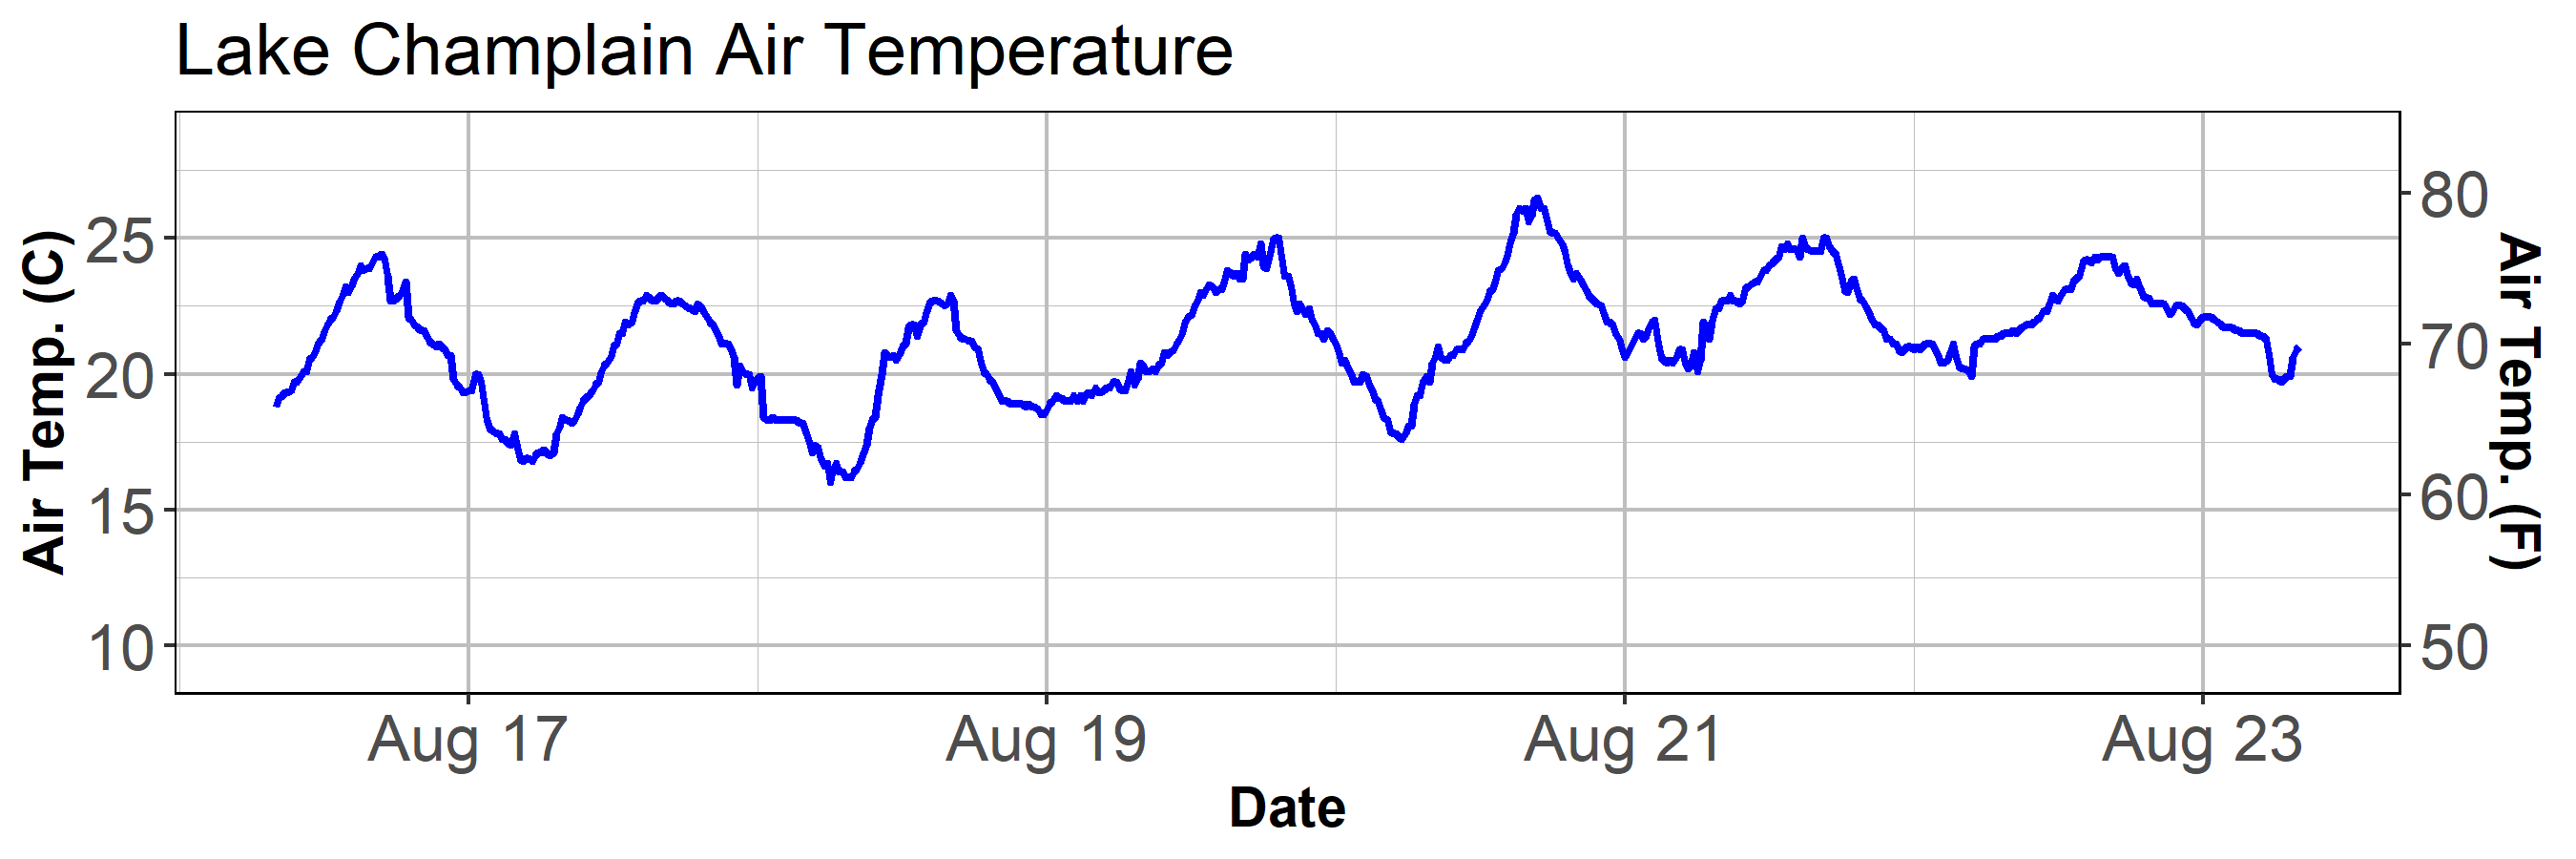 Lake Champlain Air Temperature
Air Temp. (C)
25
20
15
10
80
70
60
50
Air Temp. (F)
Aug 17
Aug 19
Aug 21
Aug 23
Date